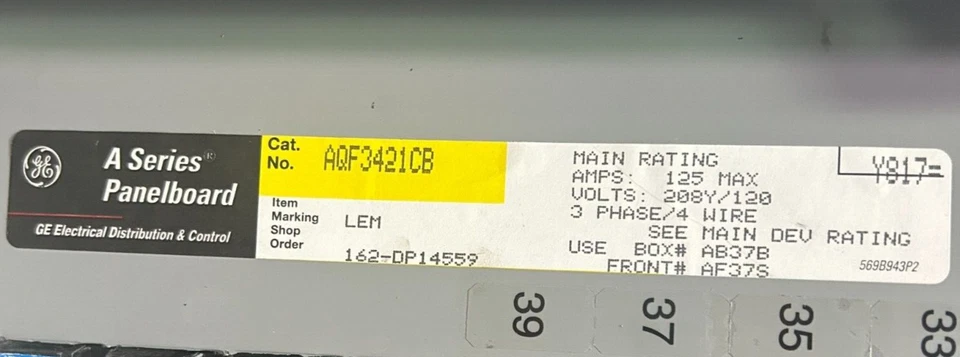 GE
A Series®
Panelboard
GE Electrical Distribution & Control
Cat.
No. AQF3421CB
Item
Marking LEM
Shop
Order 162-DP14559
MAIN RATING
AMPS: 125 MAX
VOLTS: 208Y/120
3 PHASE/4 WIRE
SEE MAIN DEV RATING
USE BOX# AB37B
FRONT# AF37S
Y817=
569B943P2
39 37 35 33